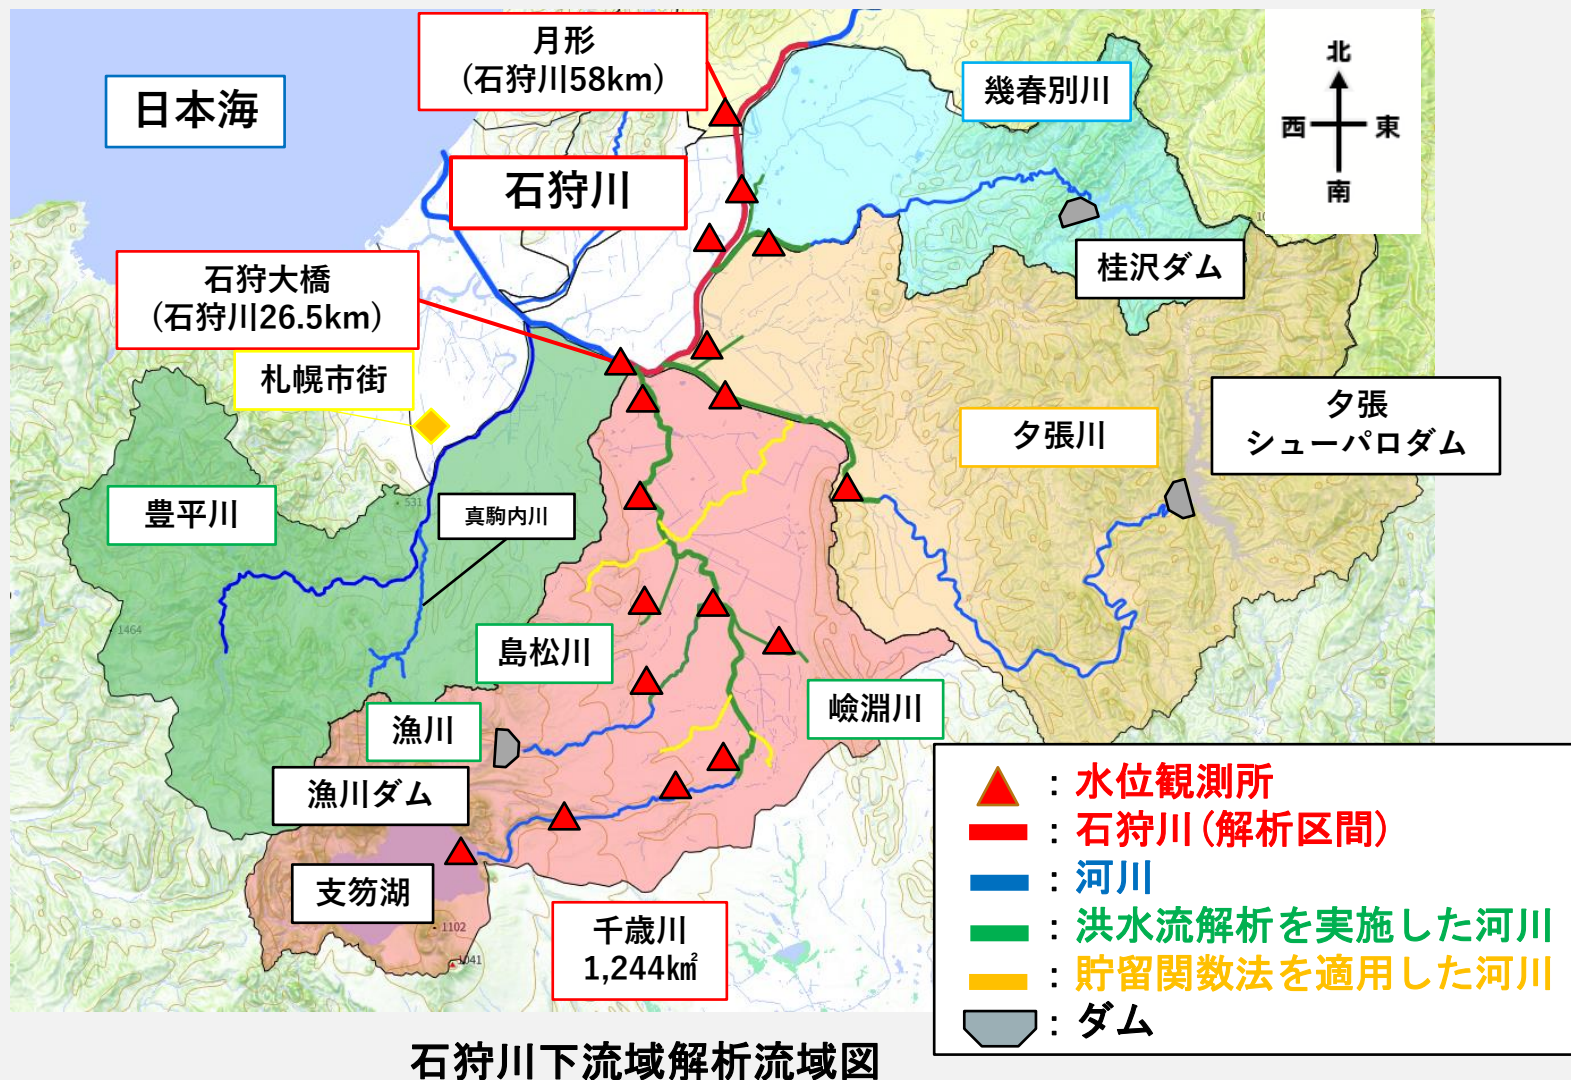 月形
(石狩川58km)
日本海
幾春別川
北
西
東
南
石狩川
桂沢ダム
石狩大橋
(石狩川26.5km)
札幌市街
夕張
シューパロダム
夕張川
豊平川
531
真駒内川
1464
島松川
嶮淵川
漁川
漁川ダム
支笏湖
1102
1041
千歳川
1,244k㎡
：水位観測所
：石狩川(解析区間)
：河川
：洪水流解析を実施した河川
：貯留関数法を適用した河川
：ダム
石狩川下流域解析流域図